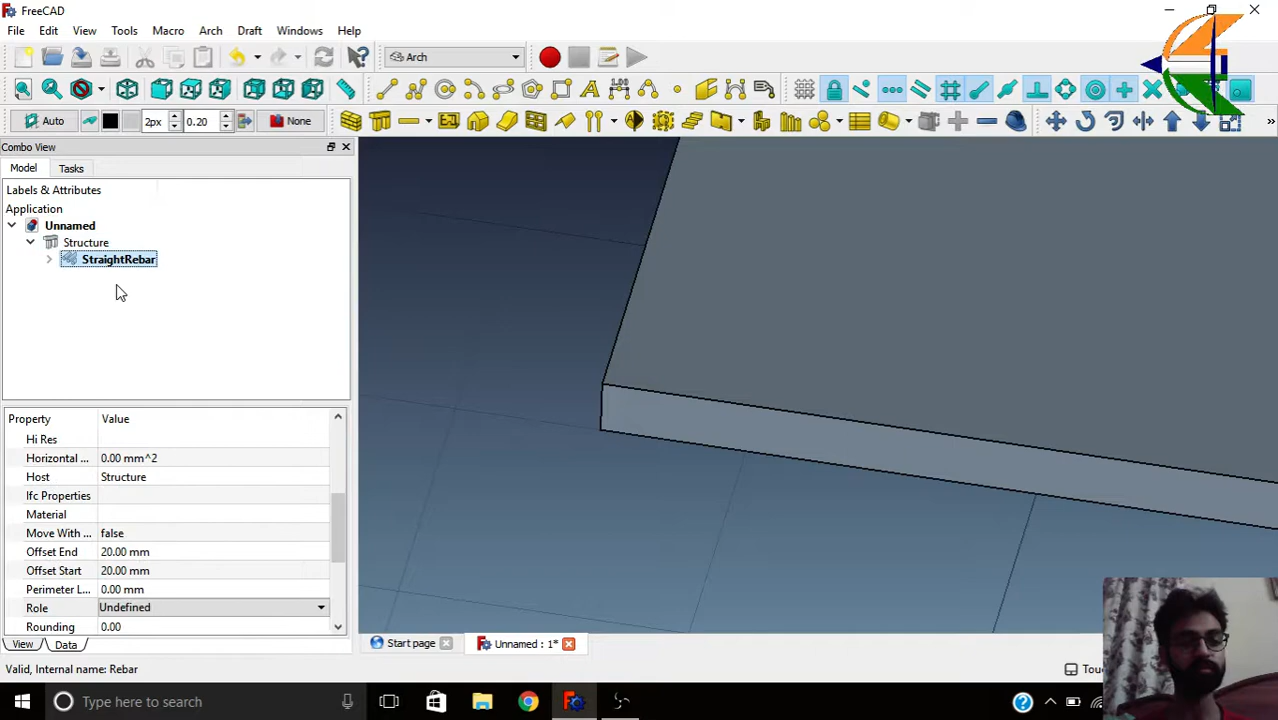 FreeCAD
File Edit View Tools Macro Arch Draft Windows Help
Arch
Auto 2px 0.20 None
Combo View
Model Tasks
Labels & Attributes
Application
Unnamed
Structure
StraightRebar
Property Value
Hi Res
Horizontal ... 0.00 mm^2
Host Structure
Ifc Properties
Material
Move With ... false
Offset End 20.00 mm
Offset Start 20.00 mm
Perimeter L... 0.00 mm
Role Undefined
Rounding 0.00
View Data
Start page Unnamed : 1*
Valid, Internal name: Rebar
Type here to search